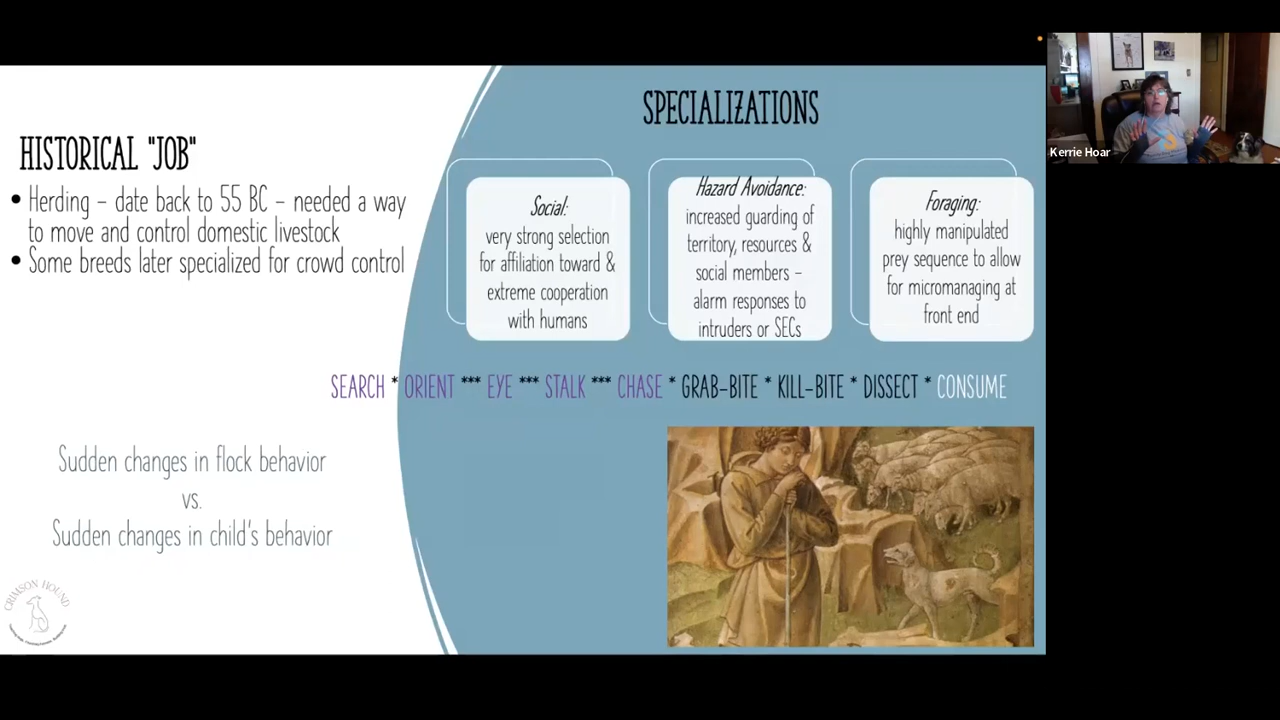 SPECIALIZATIONS
HISTORICAL "JOB"
• Herding – date back to 55 BC – needed a way
to move and control domestic livestock
• Some breeds later specialized for crowd control
Social:
very strong selection
for affiliation toward &
extreme cooperation
with humans
Hazard Avoidance:
increased guarding of
territory, resources &
social members –
alarm responses to
intruders or SECs
Foraging:
highly manipulated
prey sequence to allow
for micromanaging at
front end
SEARCH * ORIENT *** EYE *** STALK *** CHASE * GRAB-BITE * KILL-BITE * DISSECT * CONSUME
Sudden changes in flock behavior
vs.
Sudden changes in child's behavior
CRIMSON HOUND
Kerrie Hoar